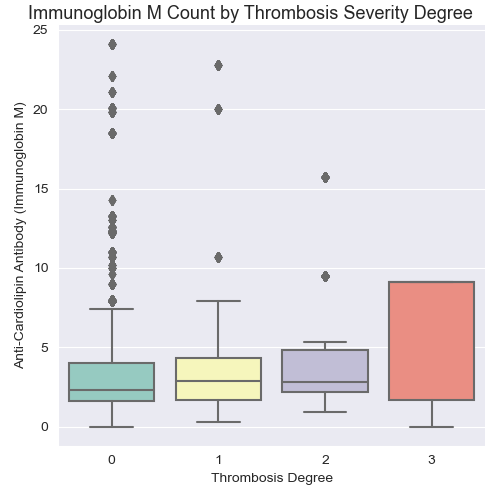 Immunoglobin M Count by Thrombosis Severity Degree
25
20
15
10
5
0
Anti-Cardiolipin Antibody (Immunoglobin M)
0 1 2 3
Thrombosis Degree